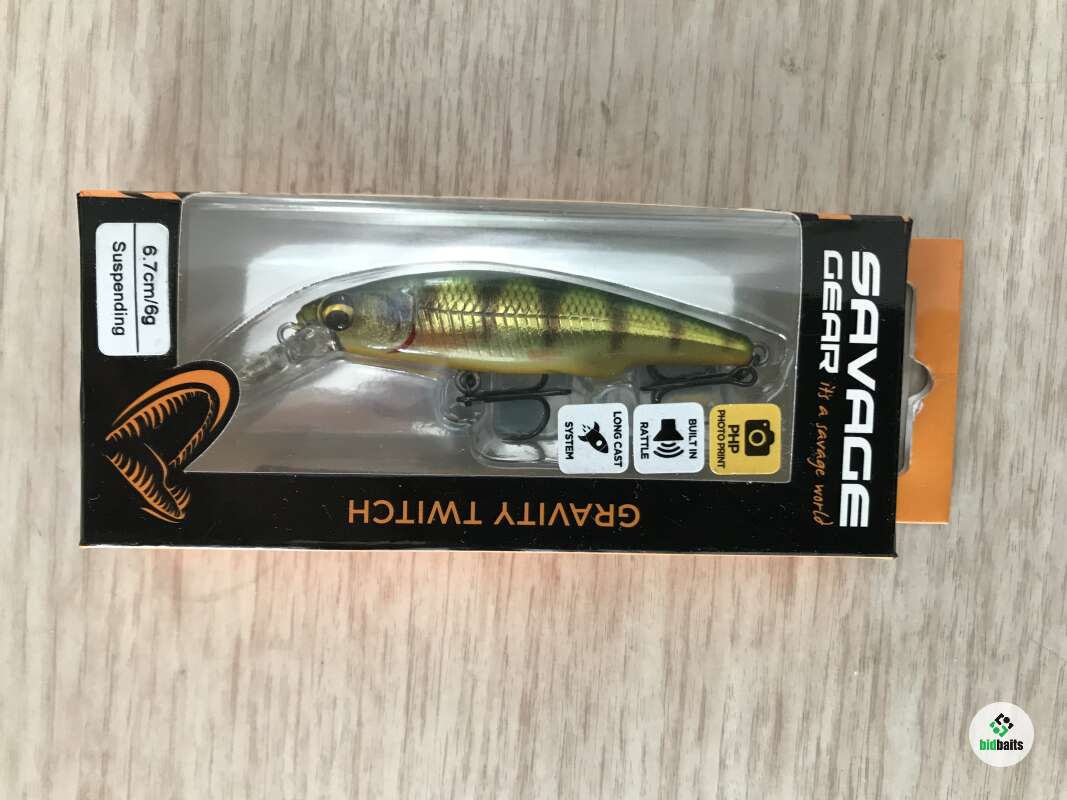 SAVAGE
GEAR
it's a savage world
PHP
PHOTO PRINT
BUILT IN
RATTLE
LONG CAST
SYSTEM
GRAVITY TWITCH
6.7cm/6g
Suspending
bidbaits